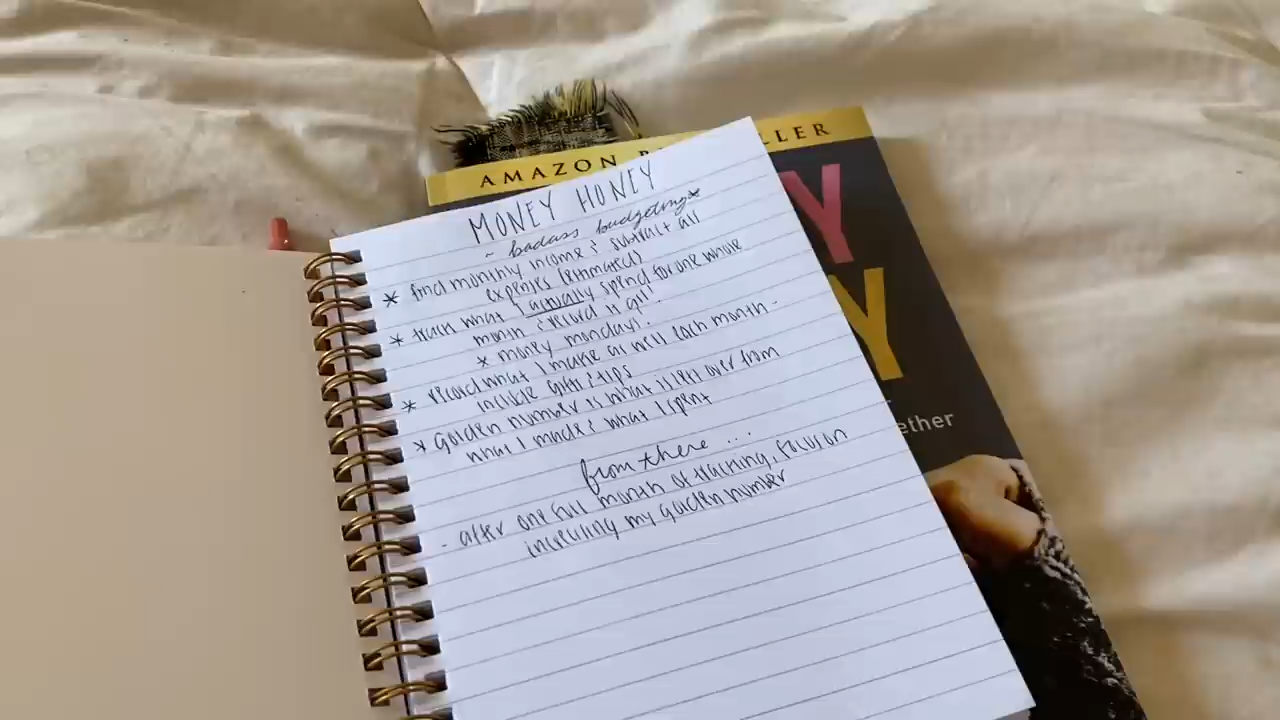 AMAZON B LLER
Y
Y
ether
MONEY HONEY
~ badass budgeting *
* find monthly income & subtract all
expenses (estimated)
* track what I actually spend for one whole
month & record it all!
* money mondays!
* record what I make as well each month -
include gifts & tips
* golden number is what is left over from
what I made & what I spent
from there ...
- after one full month of tracking, focus on
increasing my golden number